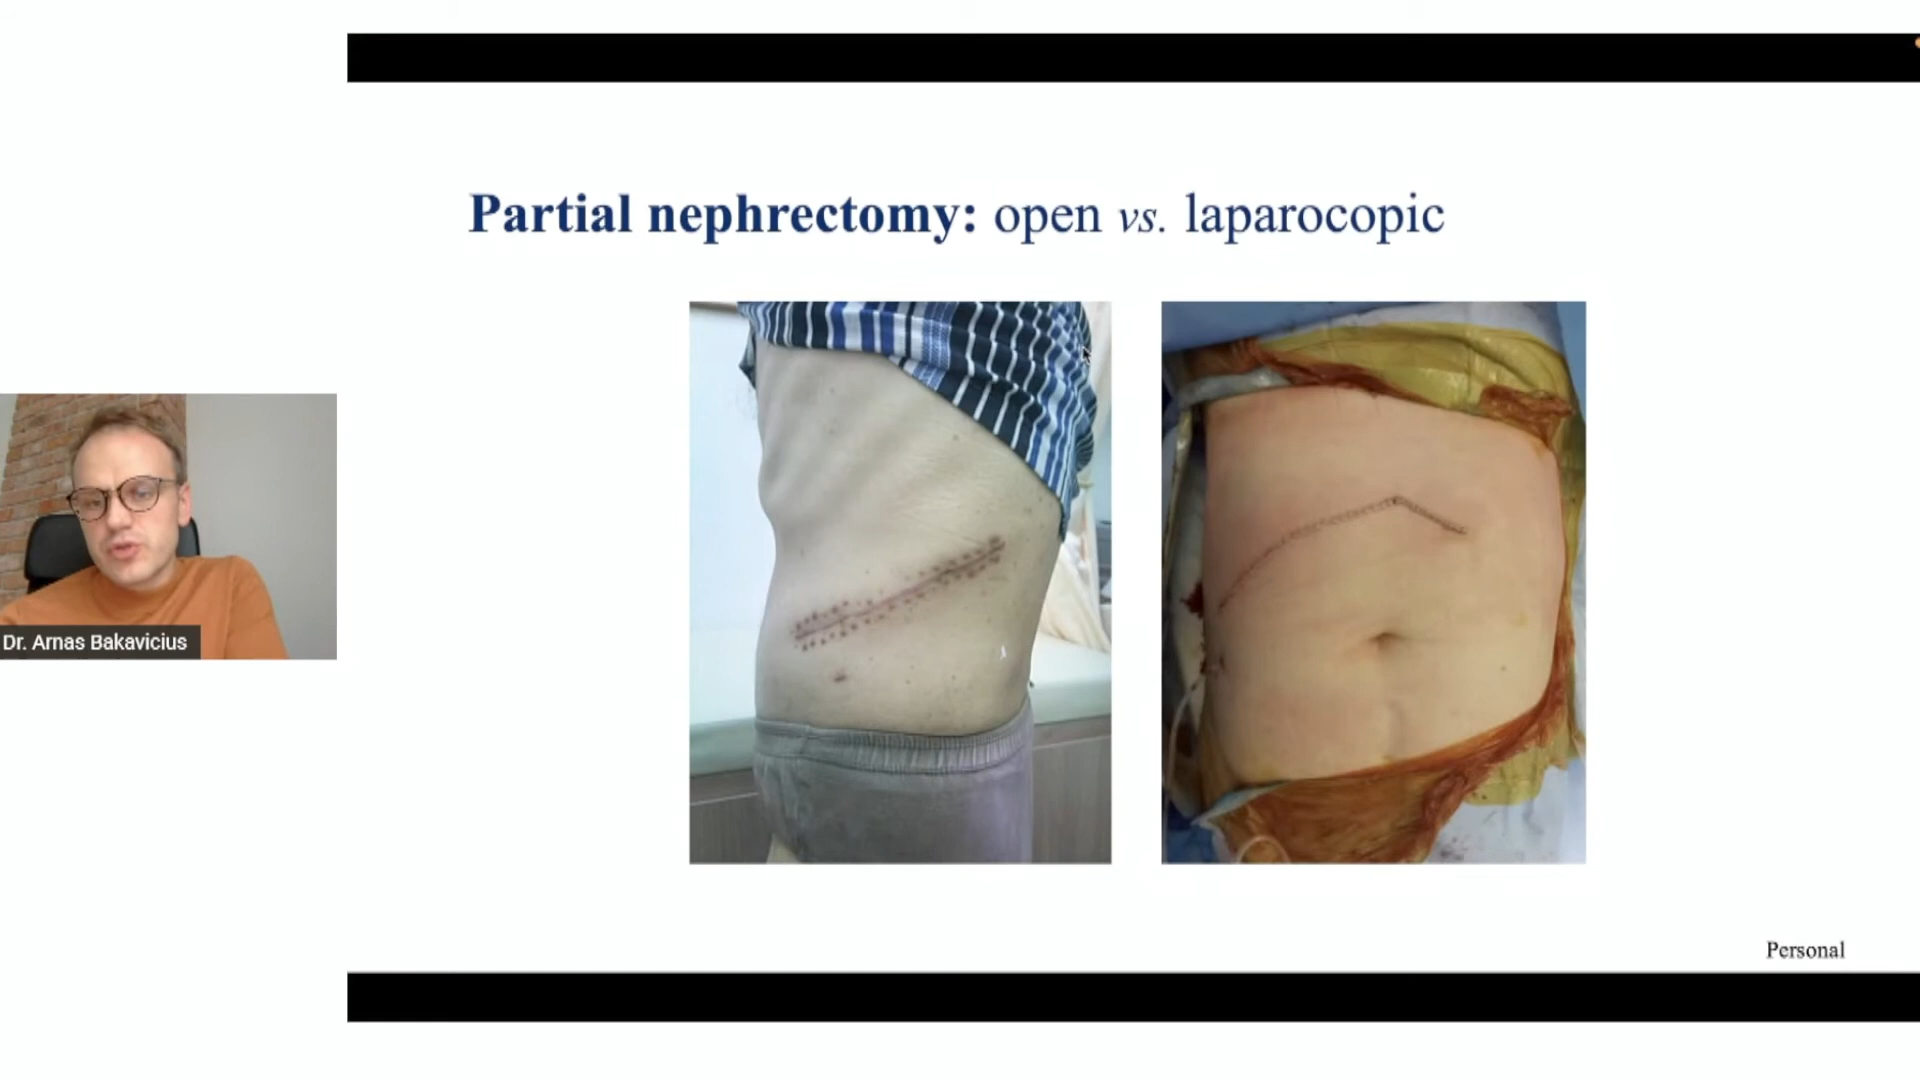 Partial nephrectomy: open vs. laparocopic
Dr. Arnas Bakavicius
Personal